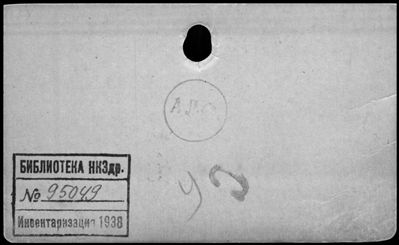 БИБЛИОТЕКА НКЗдр.
№ 95049
Инвентаризация 1938